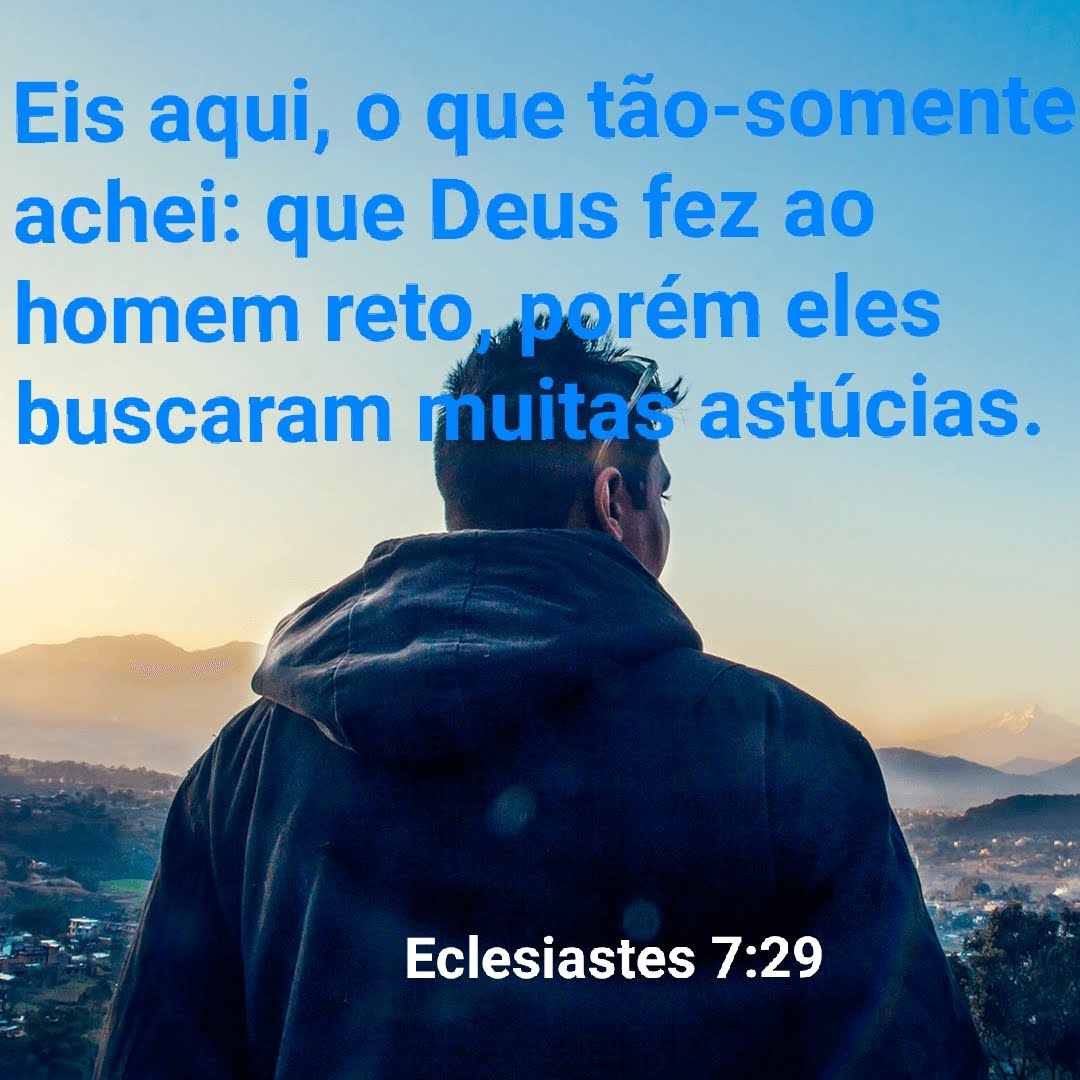 Eis aqui, o que tão-somente
achei: que Deus fez ao
homem reto, porém eles
buscaram muitas astúcias.
Eclesiastes 7:29